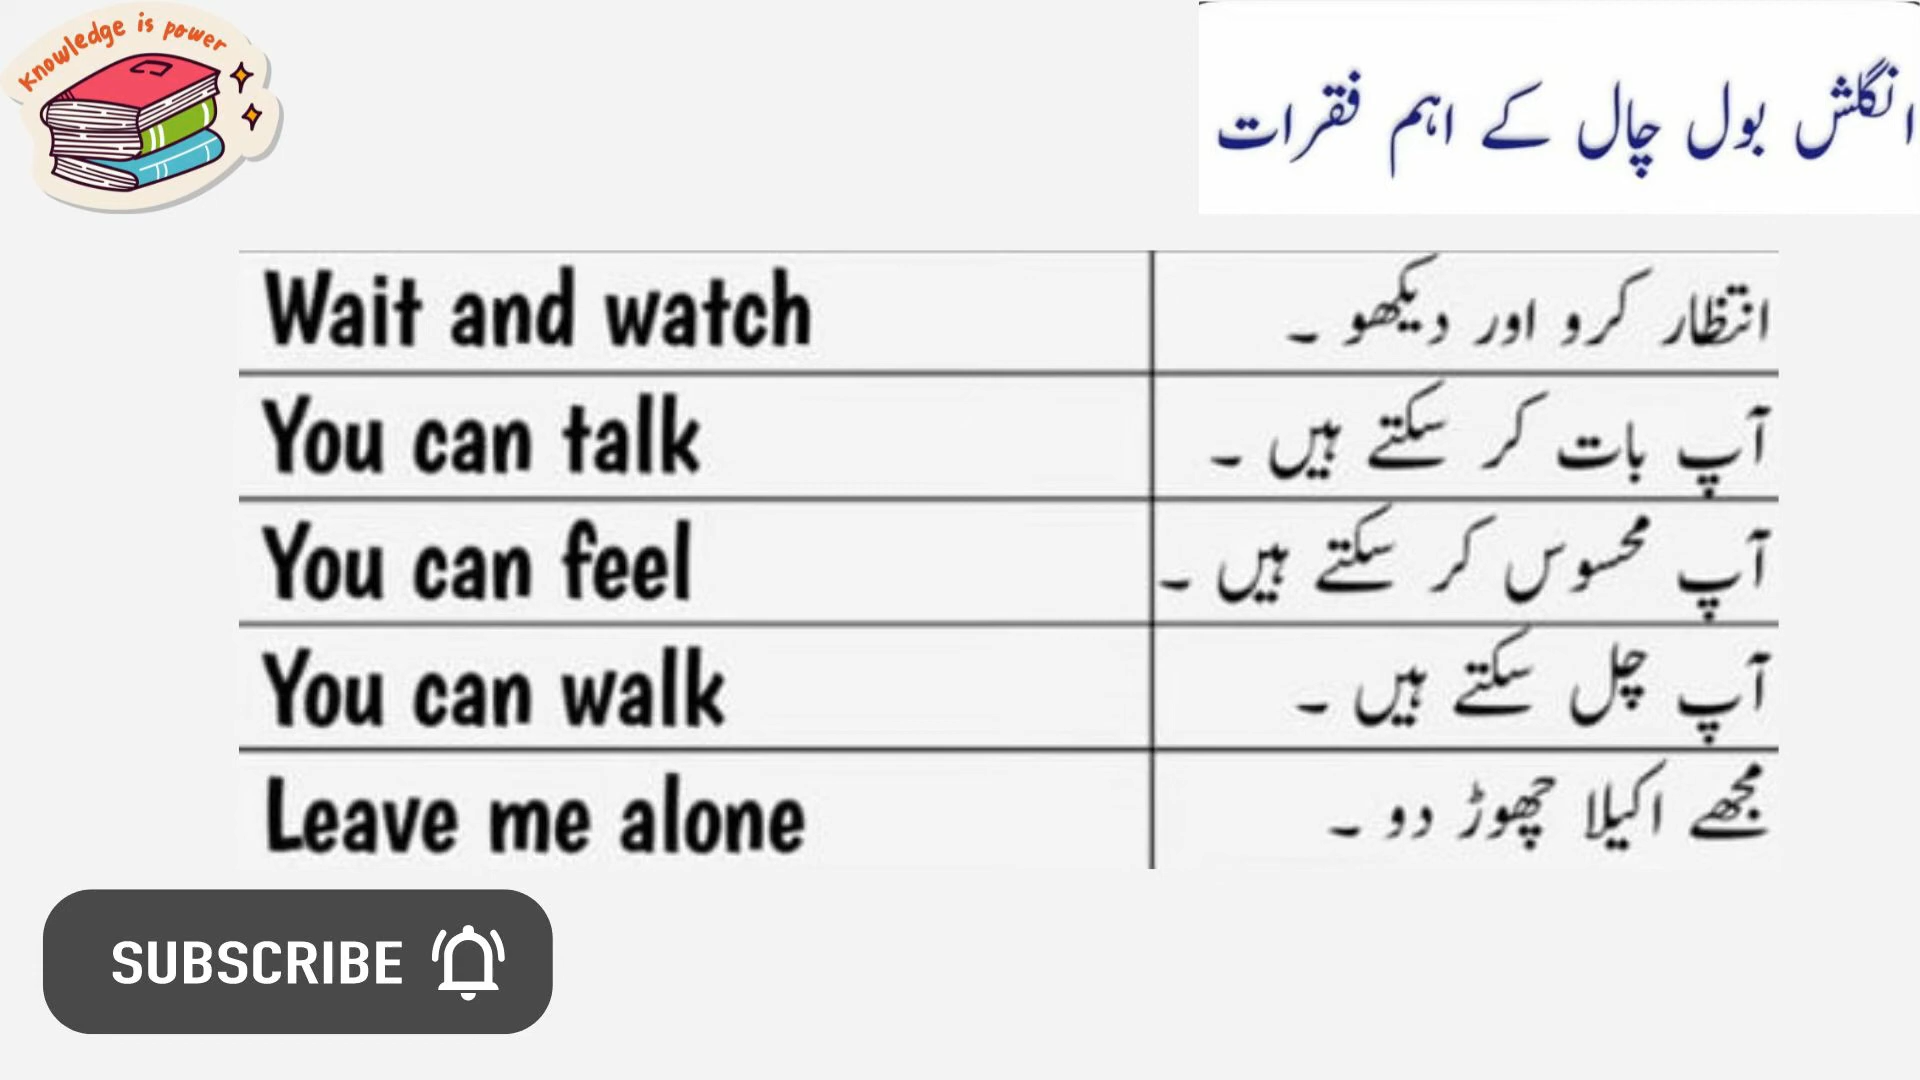 Knowledge is power
انگلش بول چال کے اہم فقرات
Wait and watch
انتظار کرو اور دیکھو ۔
You can talk
آپ بات کر سکتے ہیں ۔
You can feel
آپ محسوس کر سکتے ہیں ۔
You can walk
آپ چل سکتے ہیں ۔
Leave me alone
مجھے اکیلا چھوڑ دو ۔
SUBSCRIBE